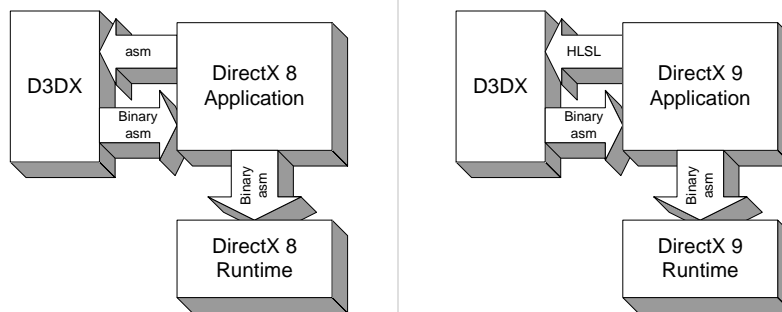 D3DX
asm
DirectX 8
Application
Binary
asm
Binary
asm
DirectX 8
Runtime
D3DX
HLSL
DirectX 9
Application
Binary
asm
Binary
asm
DirectX 9
Runtime